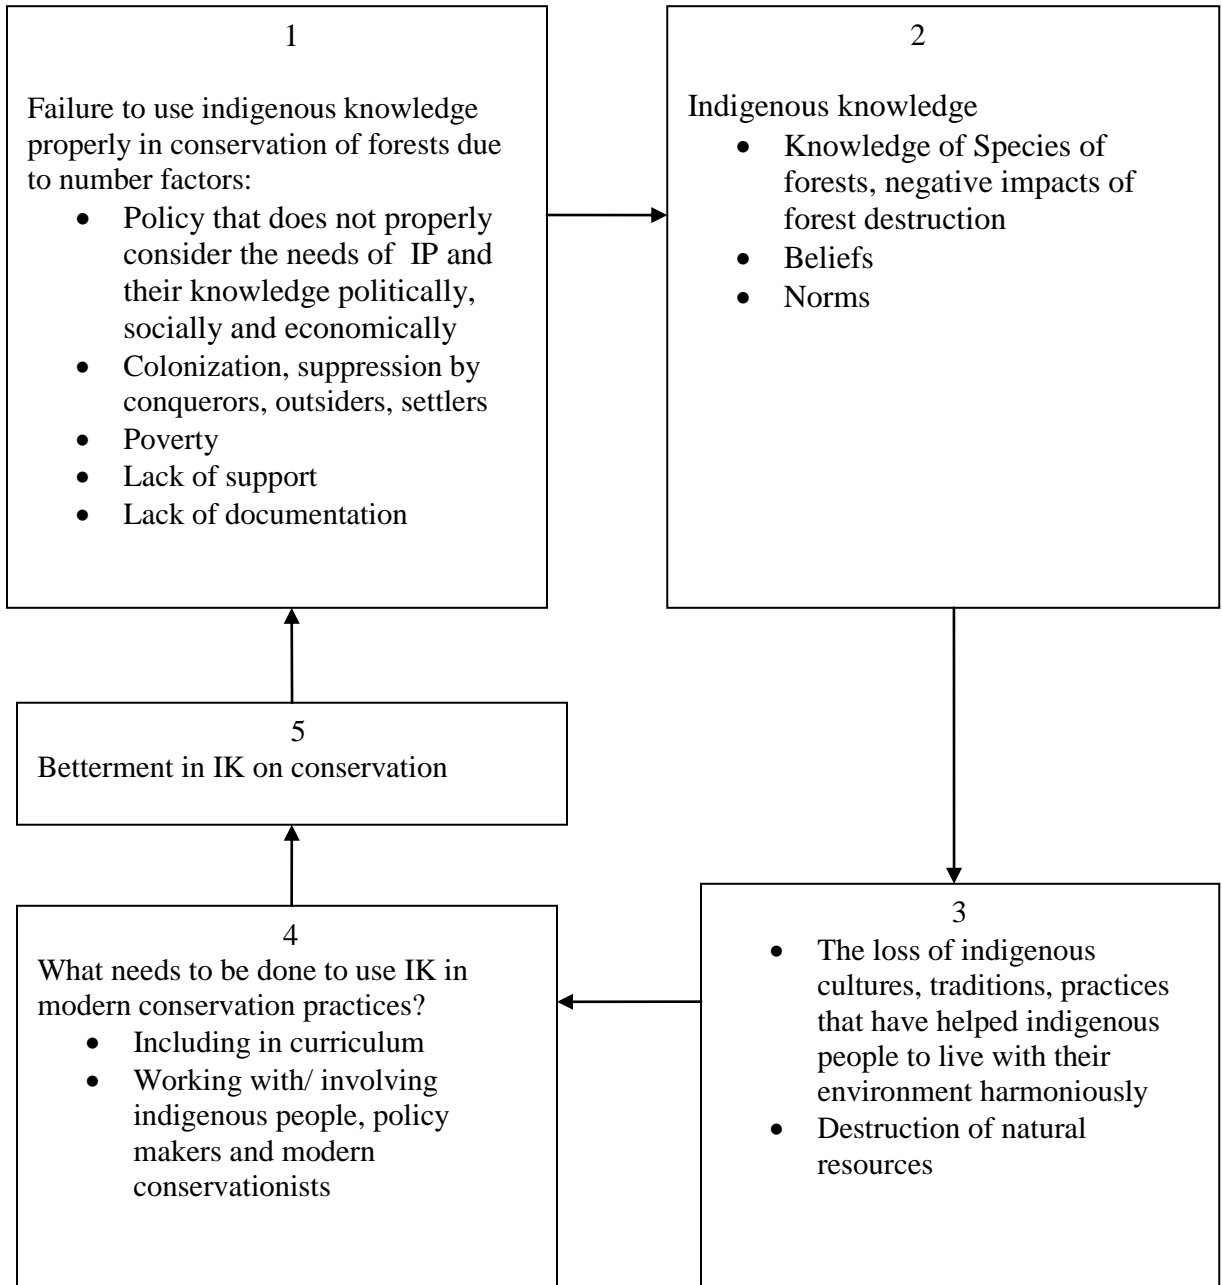 1
Failure to use indigenous knowledge
properly in conservation of forests due
to number factors:
• Policy that does not properly
consider the needs of IP and
their knowledge politically,
socially and economically
• Colonization, suppression by
conquerors, outsiders, settlers
• Poverty
• Lack of support
• Lack of documentation
2
Indigenous knowledge
• Knowledge of Species of
forests, negative impacts of
forest destruction
• Beliefs
• Norms
3
• The loss of indigenous
cultures, traditions, practices
that have helped indigenous
people to live with their
environment harmoniously
• Destruction of natural
resources
4
What needs to be done to use IK in
modern conservation practices?
• Including in curriculum
• Working with/ involving
indigenous people, policy
makers and modern
conservationists
5
Betterment in IK on conservation